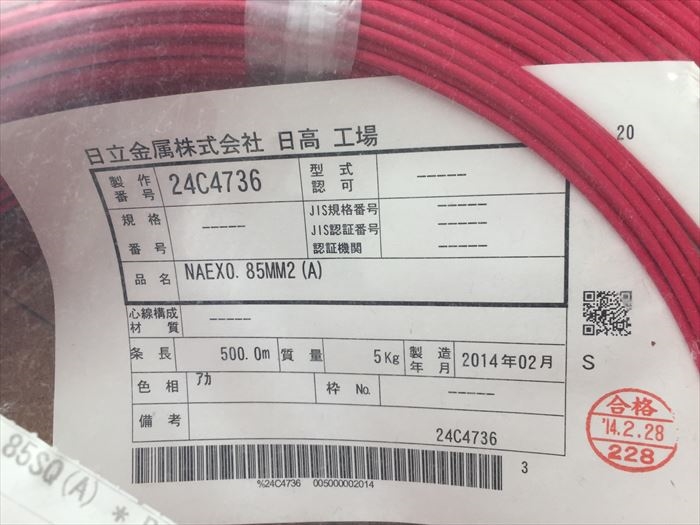 日立金属株式会社 日高 工場
20
製作番号 24C4736 型式認可 -----
規格番号 ----- JIS規格番号 -----
JIS認証番号 -----
認証機関 -----
品名 NAEX0.85MM2(A)
心線構成材質 -----
条長 500.0m 質量 5Kg 製造年月 2014年02月 S
色相 アカ 枠No. -----
備考 24C4736
3
%24C4736 005000002014
合格
'14.2.28
228
85SQ(A) *